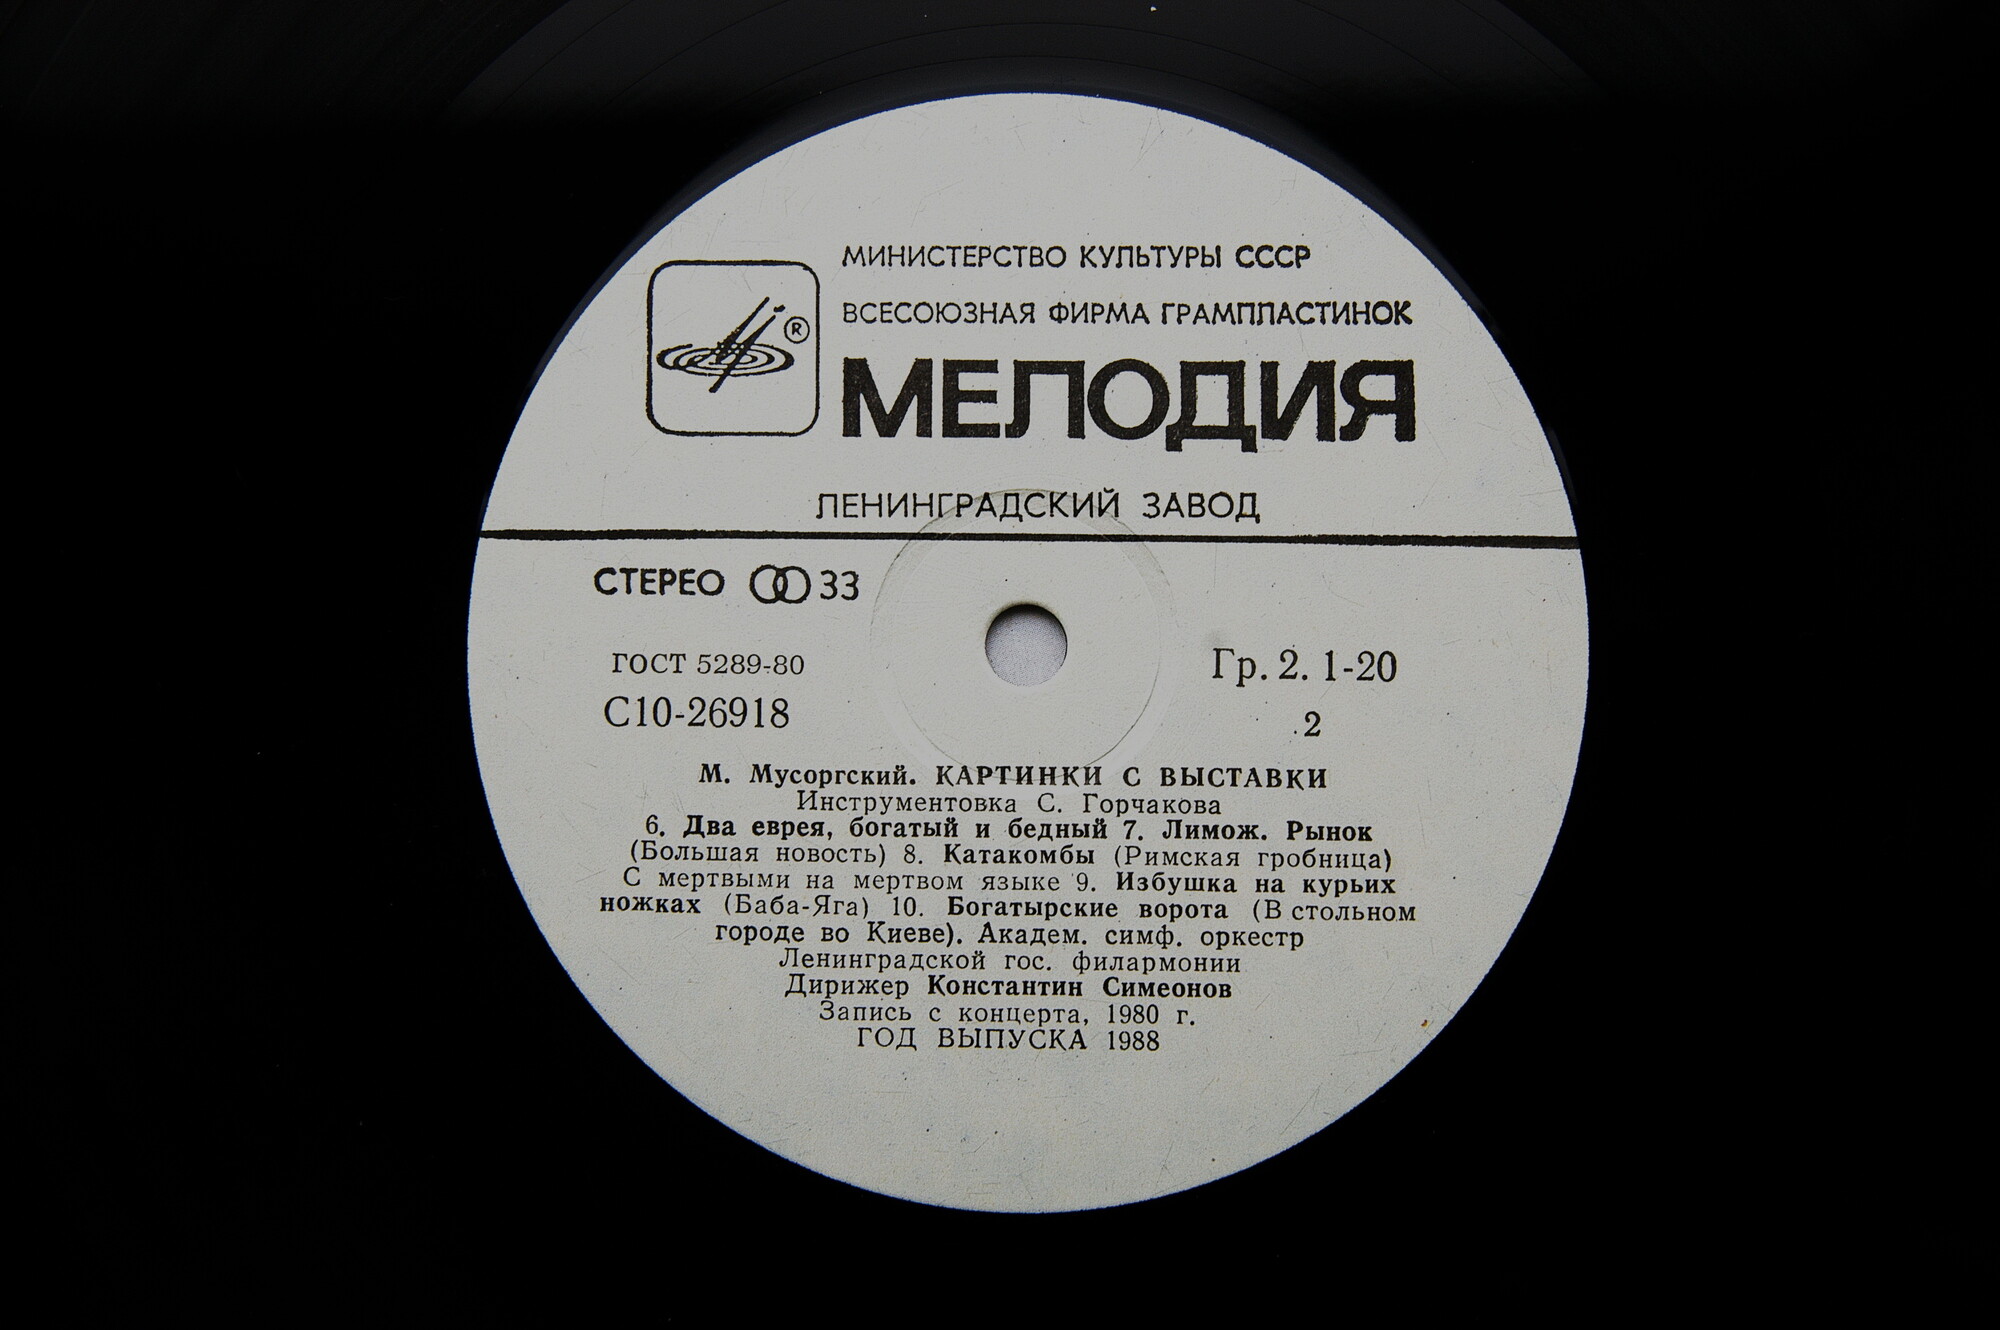 МИНИСТЕРСТВО КУЛЬТУРЫ СССР
ВСЕСОЮЗНАЯ ФИРМА ГРАМПЛАСТИНОК
®
МЕЛОДИЯ
ЛЕНИНГРАДСКИЙ ЗАВОД
СТЕРЕО 33
ГОСТ 5289-80
Гр. 2. 1-20
С10-26918
2
М. Мусоргский. КАРТИНКИ С ВЫСТАВКИ
Инструментовка С. Горчакова
6. Два еврея, богатый и бедный 7. Лимож. Рынок
(Большая новость) 8. Катакомбы (Римская гробница)
С мертвыми на мертвом языке 9. Избушка на курьих
ножках (Баба-Яга) 10. Богатырские ворота (В стольном
городе во Киеве). Академ. симф. оркестр
Ленинградской гос. филармонии
Дирижер Константин Симеонов
Запись с концерта, 1980 г.
ГОД ВЫПУСКА 1988